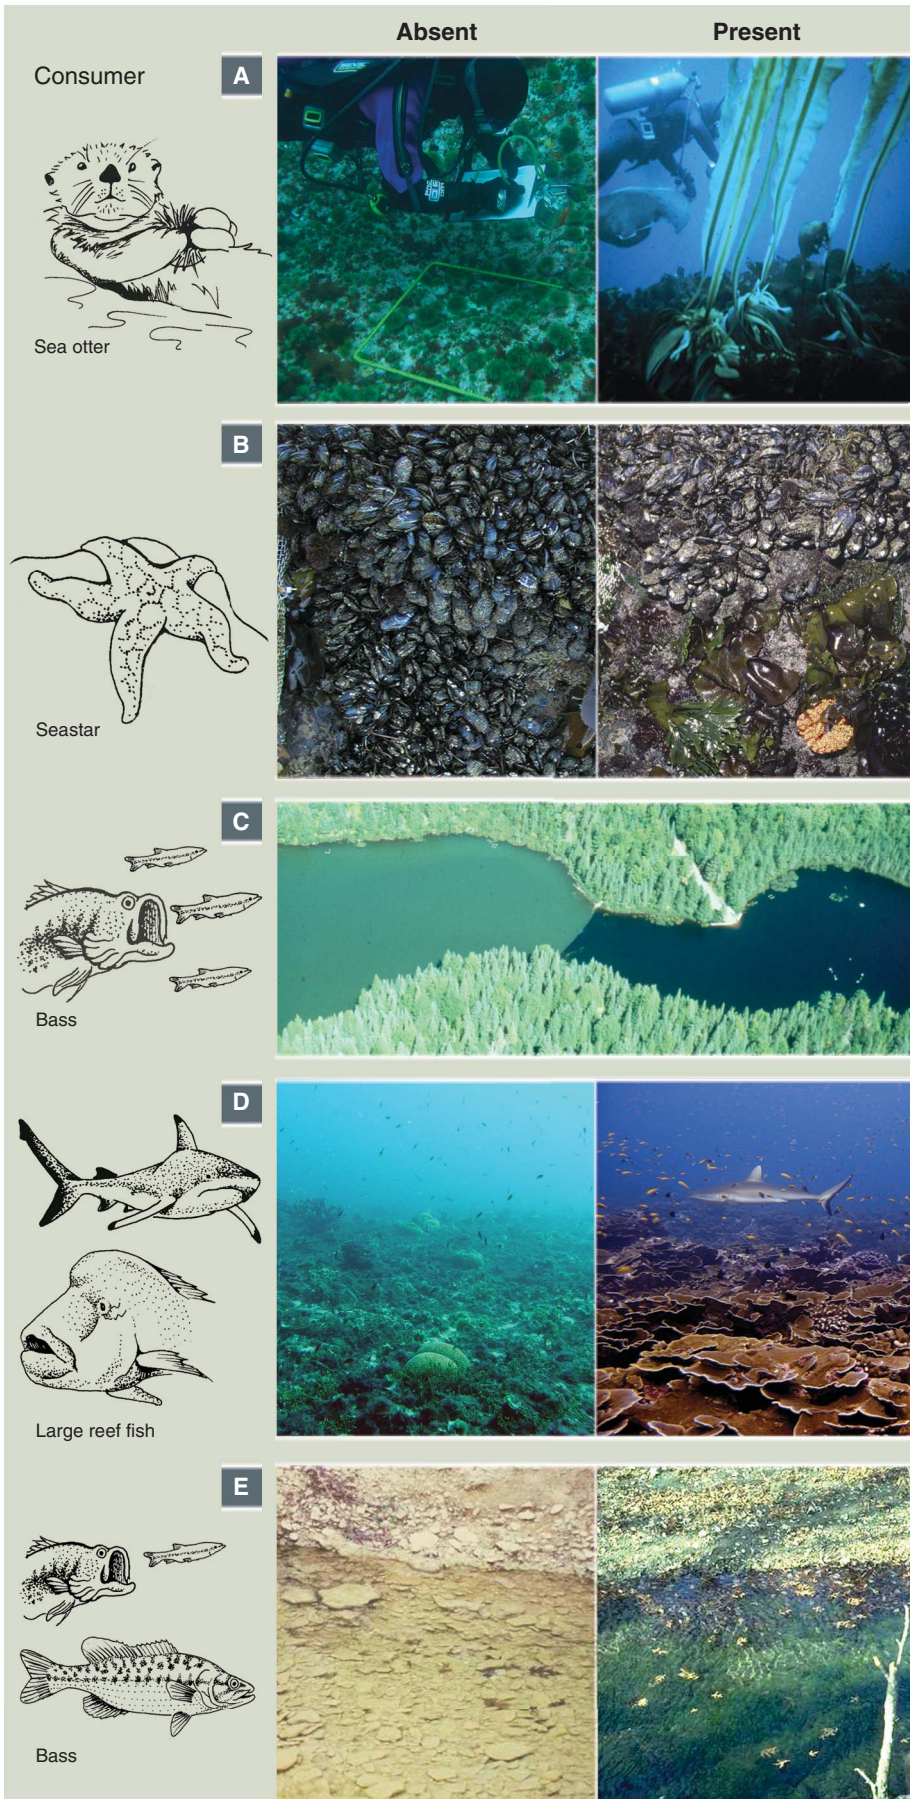 Absent
Present
Consumer
A
Sea otter
B
Seastar
C
Bass
D
Large reef fish
E
Bass